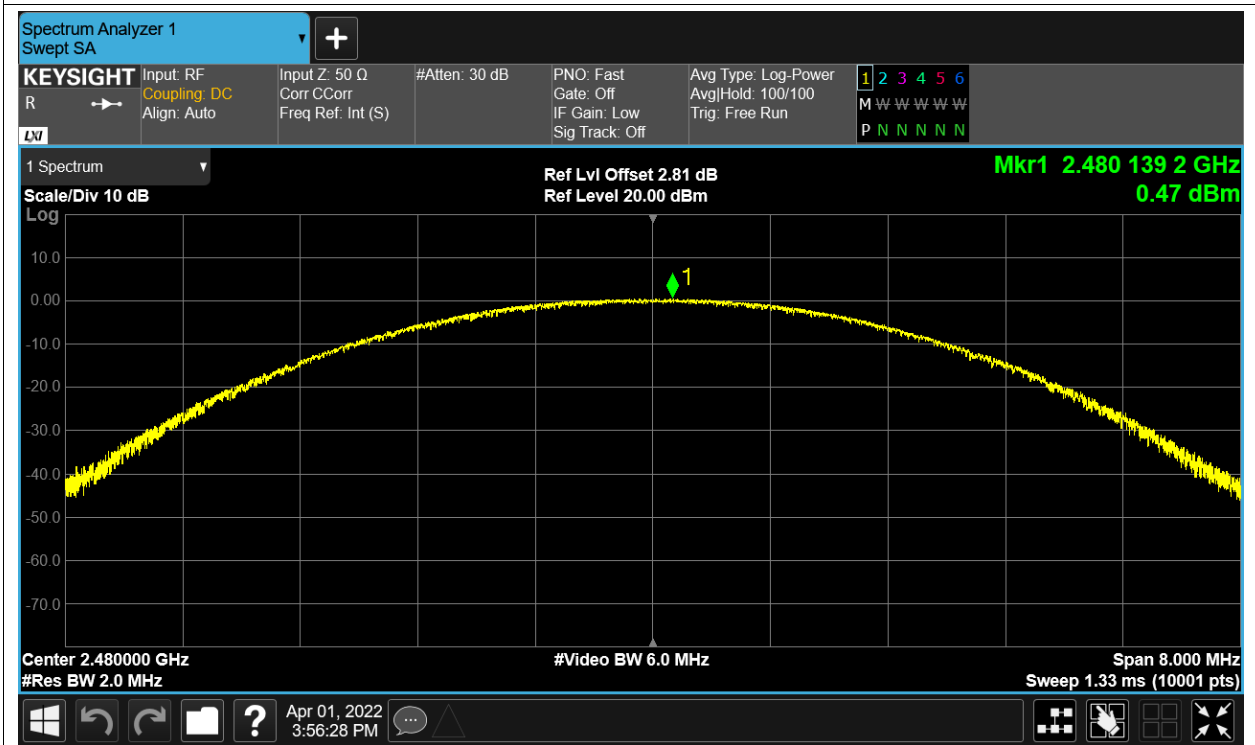 Spectrum Analyzer 1
Swept SA
KEYSIGHT
R
LXI
Input: RF
Coupling: DC
Align: Auto
Input Z: 50 Ω
Corr CCorr
Freq Ref: Int (S)
#Atten: 30 dB
PNO: Fast
Gate: Off
IF Gain: Low
Sig Track: Off
Avg Type: Log-Power
Avg|Hold: 100/100
Trig: Free Run
1 2 3 4 5 6
M W W W W W
P N N N N N
1 Spectrum
Scale/Div 10 dB
Log
Ref Lvl Offset 2.81 dB
Ref Level 20.00 dBm
Mkr1 2.480 139 2 GHz
0.47 dBm
1
10.0
0.00
-10.0
-20.0
-30.0
-40.0
-50.0
-60.0
-70.0
Center 2.480000 GHz
#Res BW 2.0 MHz
#Video BW 6.0 MHz
Span 8.000 MHz
Sweep 1.33 ms (10001 pts)
?
Apr 01, 2022
3:56:28 PM